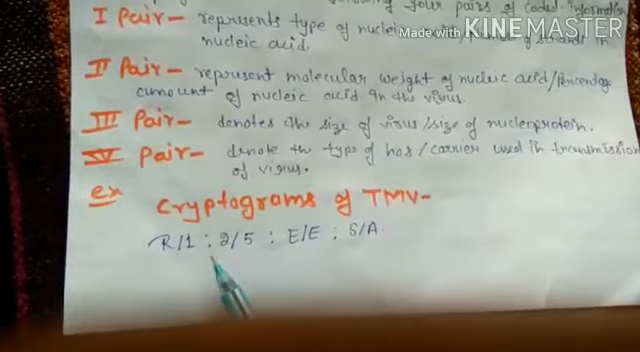 following four pairs of coded information
I Pair - represents type of nucleic in
nucleic acid.
Made with KINEMASTER
II Pair - represent molecular weight of nucleic acid/Percentage
amount of nucleic acid in the virus.
III Pair - denotes the size of virus/size of nucleoprotein.
IV Pair - denote the type of hos/carrier used in transmission
of virus.
ex Cryptograms of TMV-
R/1 : 2/5 : E/E : S/A